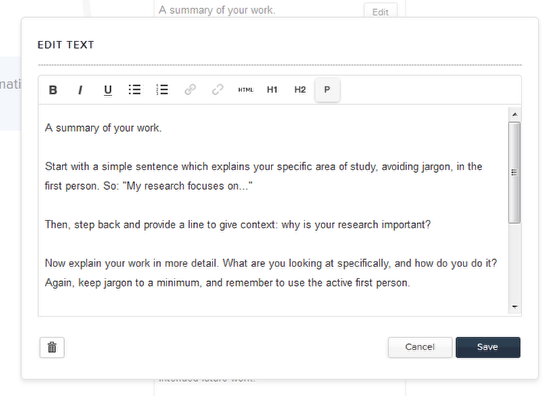 A summary of your work.
Edit
EDIT TEXT
B I U HTML H1 H2 P
A summary of your work.
Start with a simple sentence which explains your specific area of study, avoiding jargon, in the
first person. So: "My research focuses on..."
Then, step back and provide a line to give context: why is your research important?
Now explain your work in more detail. What are you looking at specifically, and how do you do it?
Again, keep jargon to a minimum, and remember to use the active first person.
Cancel Save
intended future work.